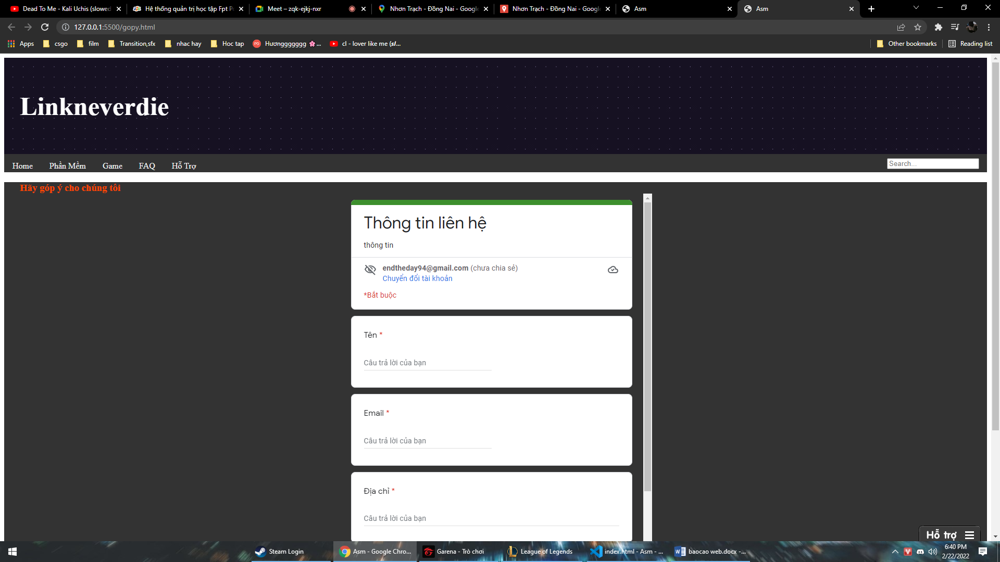 Dead To Me - Kali Uchis (slowed
Hệ thống quản trị học tập Fpt Po
Meet – zqk-ejkj-nxr
Nhơn Trạch - Đồng Nai - Google
Nhơn Trạch - Đồng Nai - Google
Asm
Asm
127.0.0.1:5500/gopy.html
Apps
csgo
film
Transition,sfx
nhac hay
Hoc tap
Hươnggggggg 🌸...
cl - lover like me (sl...
Other bookmarks
Reading list
Linkneverdie
Home
Phần Mềm
Game
FAQ
Hỗ Trợ
Search...
Hãy góp ý cho chúng tôi
Thông tin liên hệ
thông tin
endtheday94@gmail.com (chưa chia sẻ)
Chuyển đổi tài khoản
*Bắt buộc
Tên *
Câu trả lời của bạn
Email *
Câu trả lời của bạn
Địa chỉ *
Câu trả lời của bạn
Hỗ trợ
Steam Login
Asm - Google Chro...
Garena - Trò chơi
League of Legends
index.html - Asm - ...
baocao web.docx -...
6:40 PM
2/22/2022